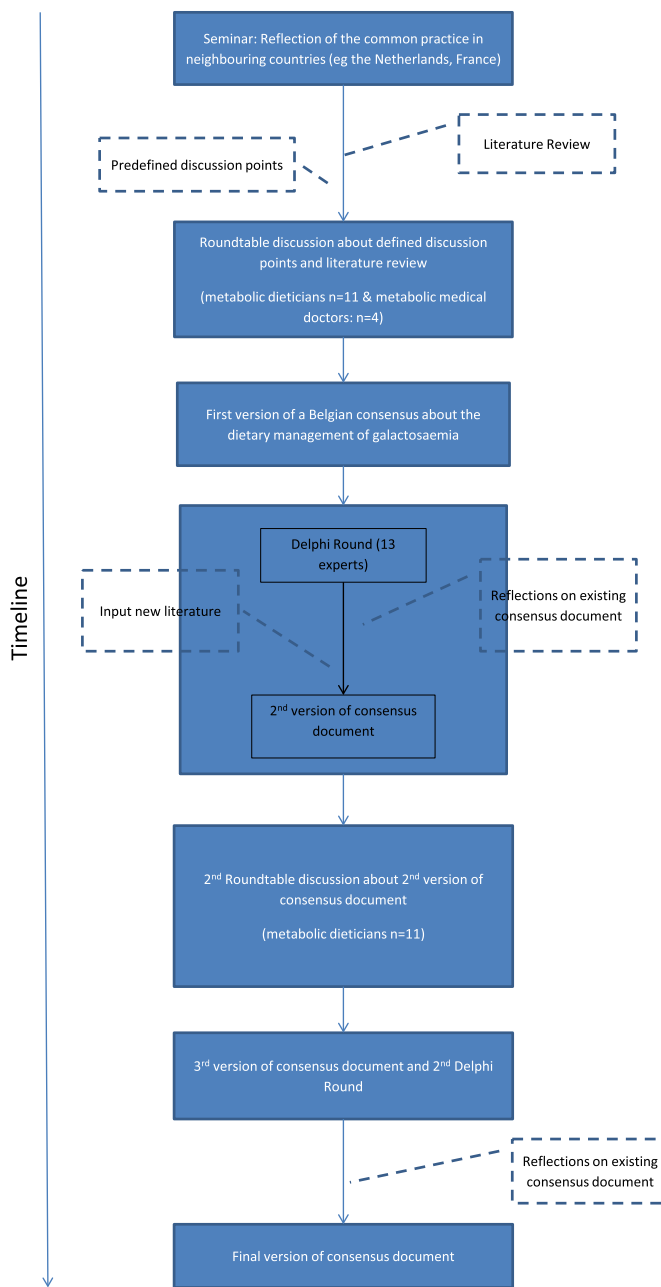 Timeline
Seminar: Reflection of the common practice in
neighbouring countries (eg the Netherlands, France)
Literature Review
Predefined discussion points
Roundtable discussion about defined discussion
points and literature review
(metabolic dieticians n=11 & metabolic medical
doctors: n=4)
First version of a Belgian consensus about the
dietary management of galactosaemia
Delphi Round (13
experts)
Input new literature
Reflections on existing
consensus document
2nd version of consensus
document
2nd Roundtable discussion about 2nd version of
consensus document
(metabolic dieticians n=11)
3rd version of consensus document and 2nd Delphi
Round
Reflections on existing
consensus document
Final version of consensus document